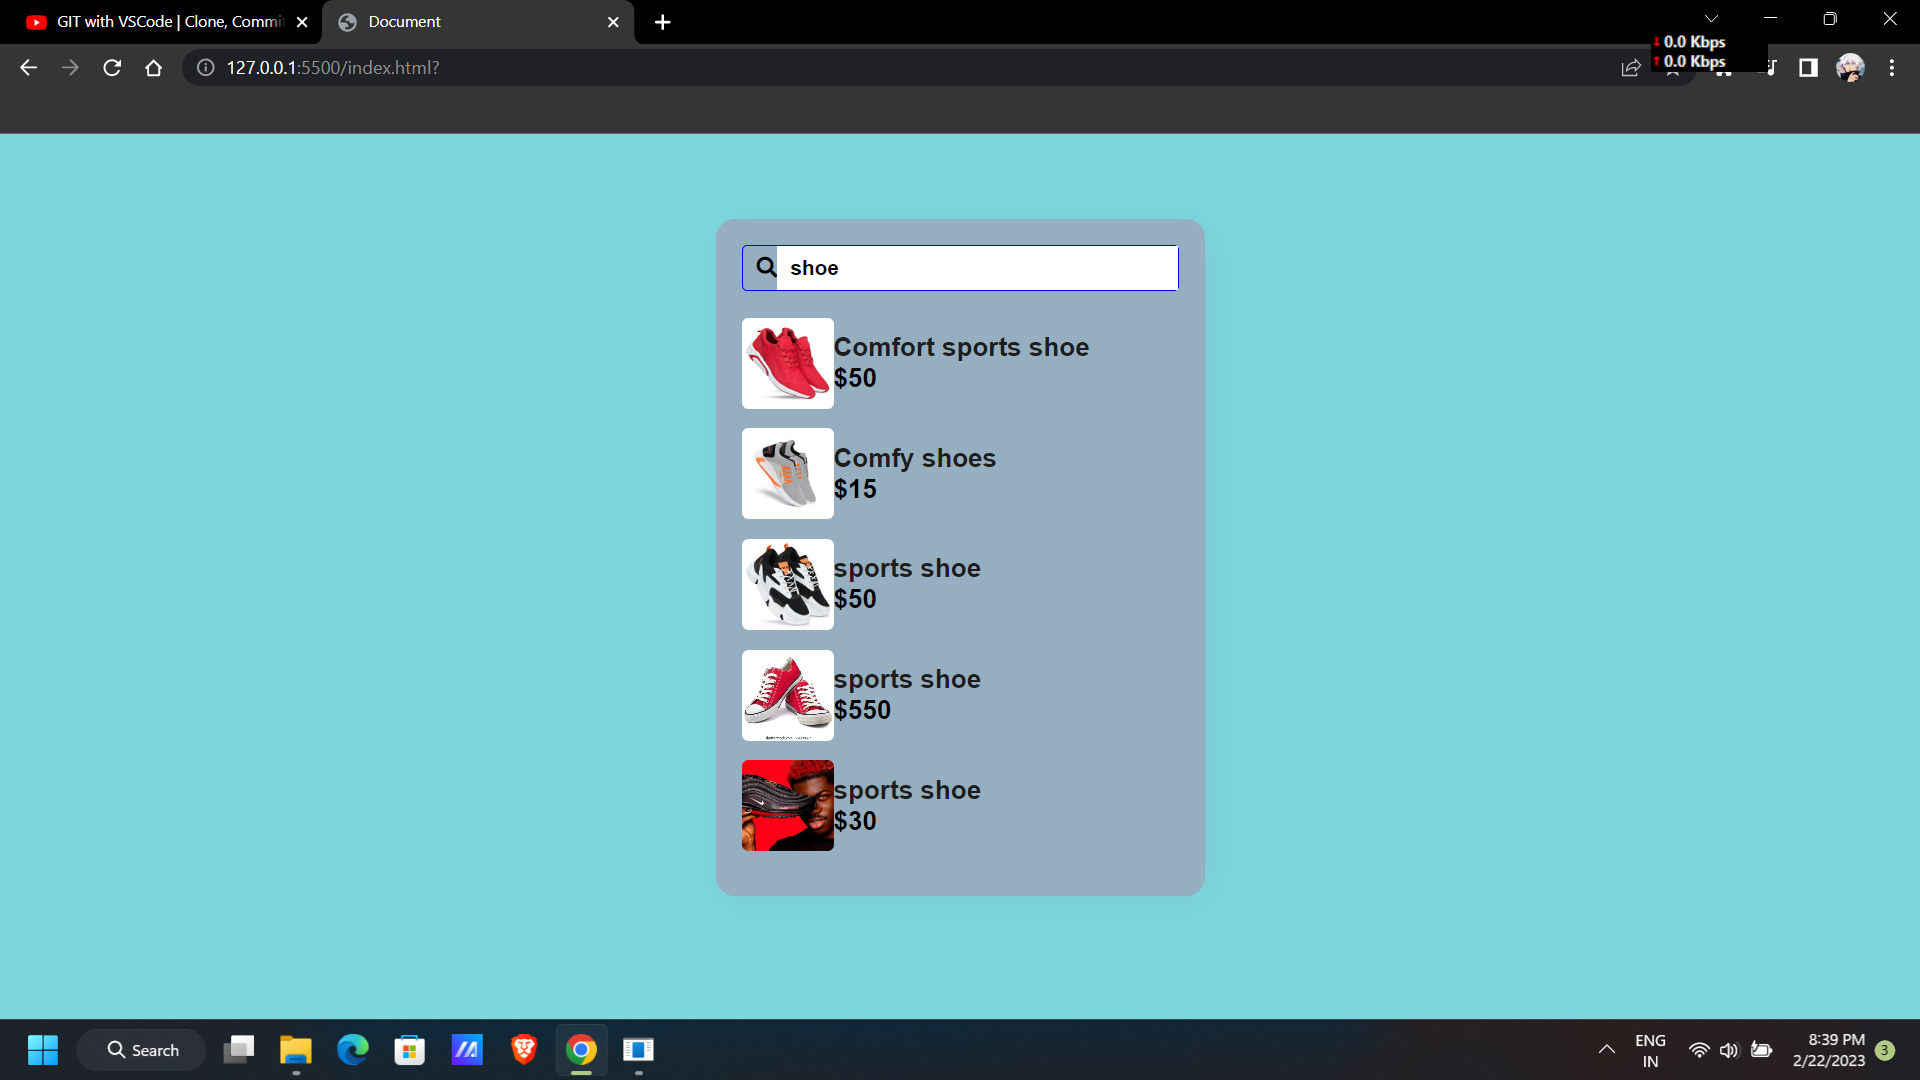 GIT with VSCode | Clone, Commi
Document
0.0 Kbps
0.0 Kbps
127.0.0.1:5500/index.html?
shoe
Comfort sports shoe
$50
Comfy shoes
$15
sports shoe
$50
sports shoe
$550
sports shoe
$30
Search
ENG
IN
8:39 PM
2/22/2023
3